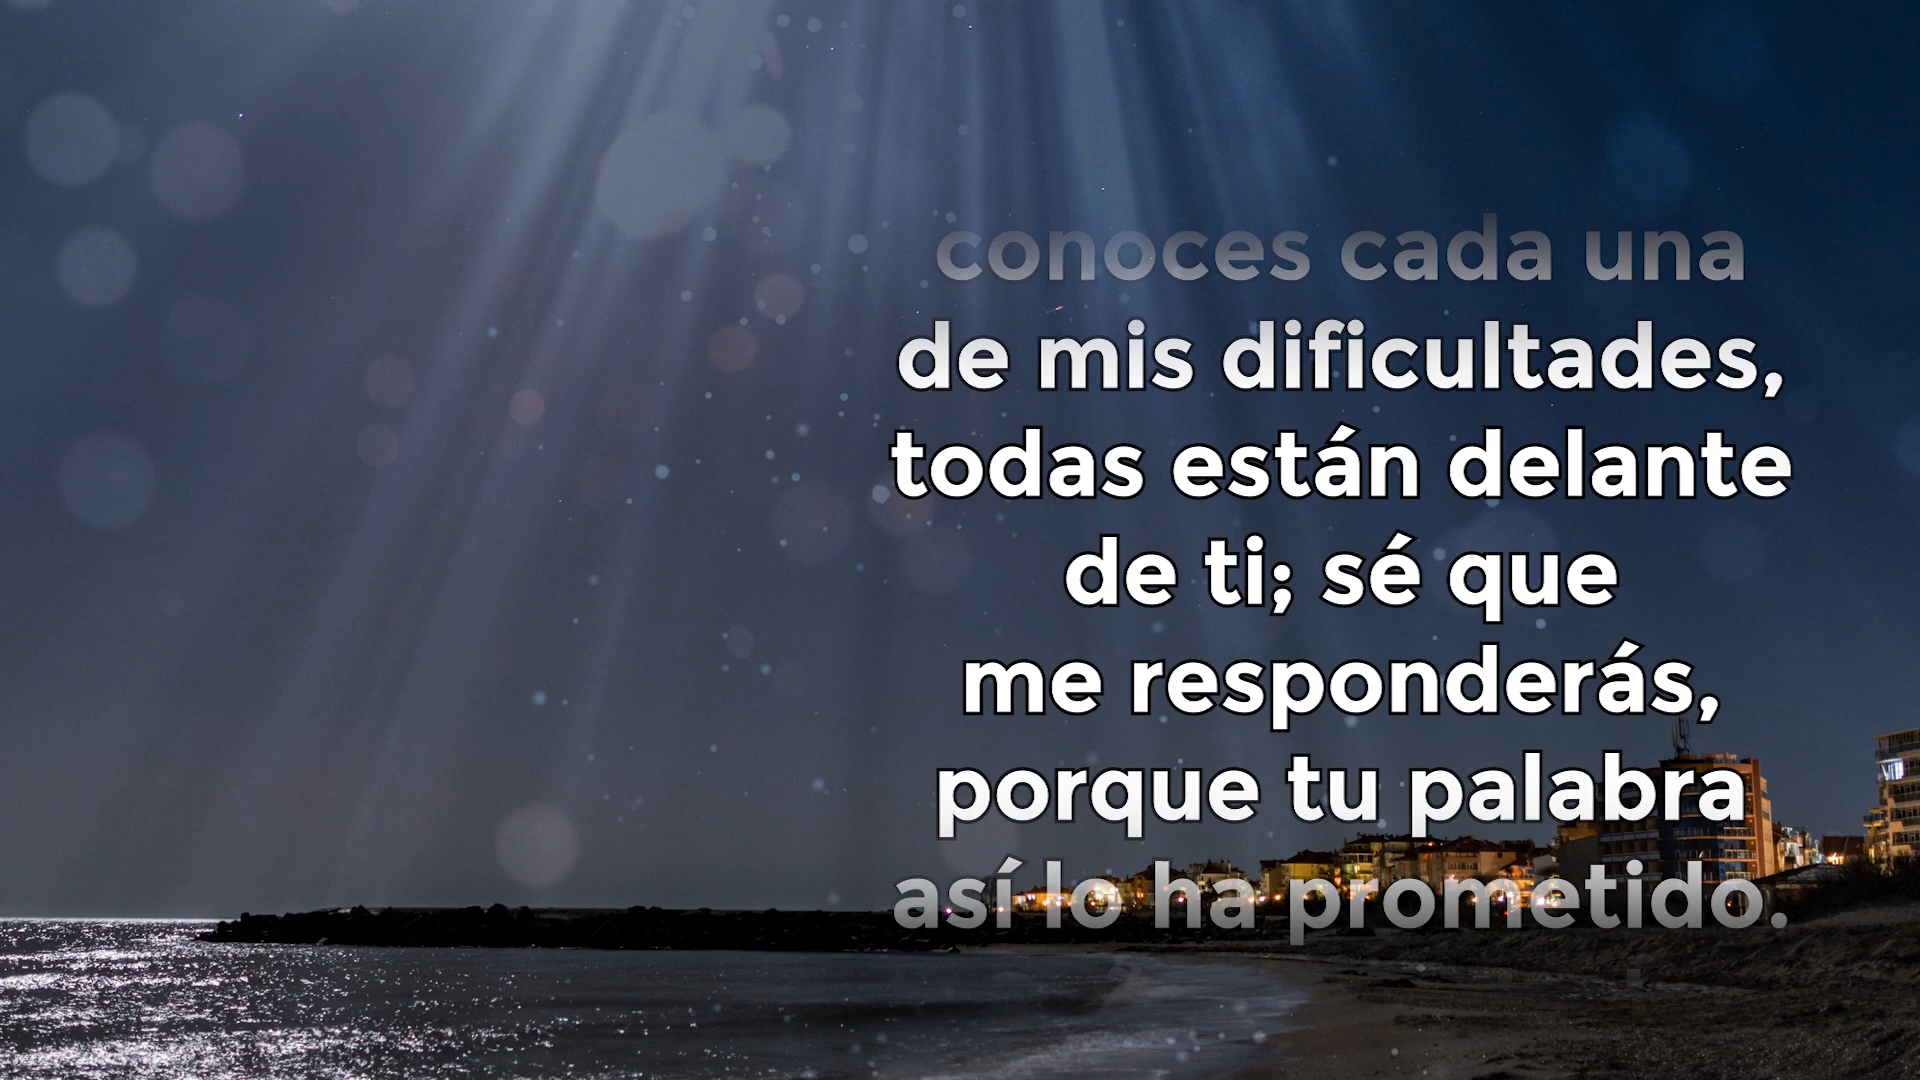 conoces cada una
de mis dificultades,
todas están delante
de ti; sé que
me responderás,
porque tu palabra
así lo ha prometido.